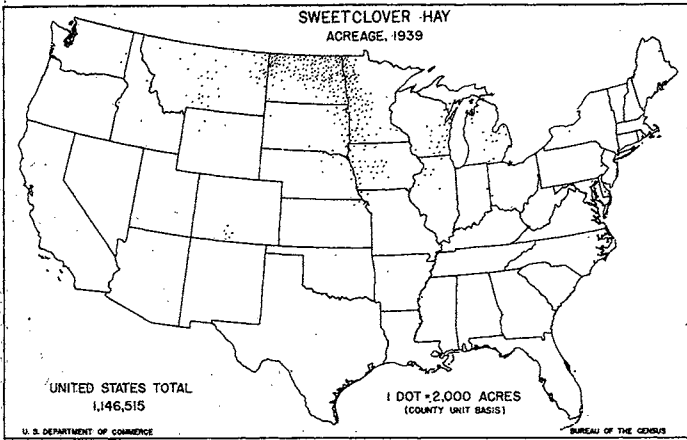 SWEETCLOVER HAY
ACREAGE, 1939
UNITED STATES TOTAL
1,146,515
1 DOT = 2,000 ACRES
(COUNTY UNIT BASIS)
U. S. DEPARTMENT OF COMMERCE
BUREAU OF THE CENSUS